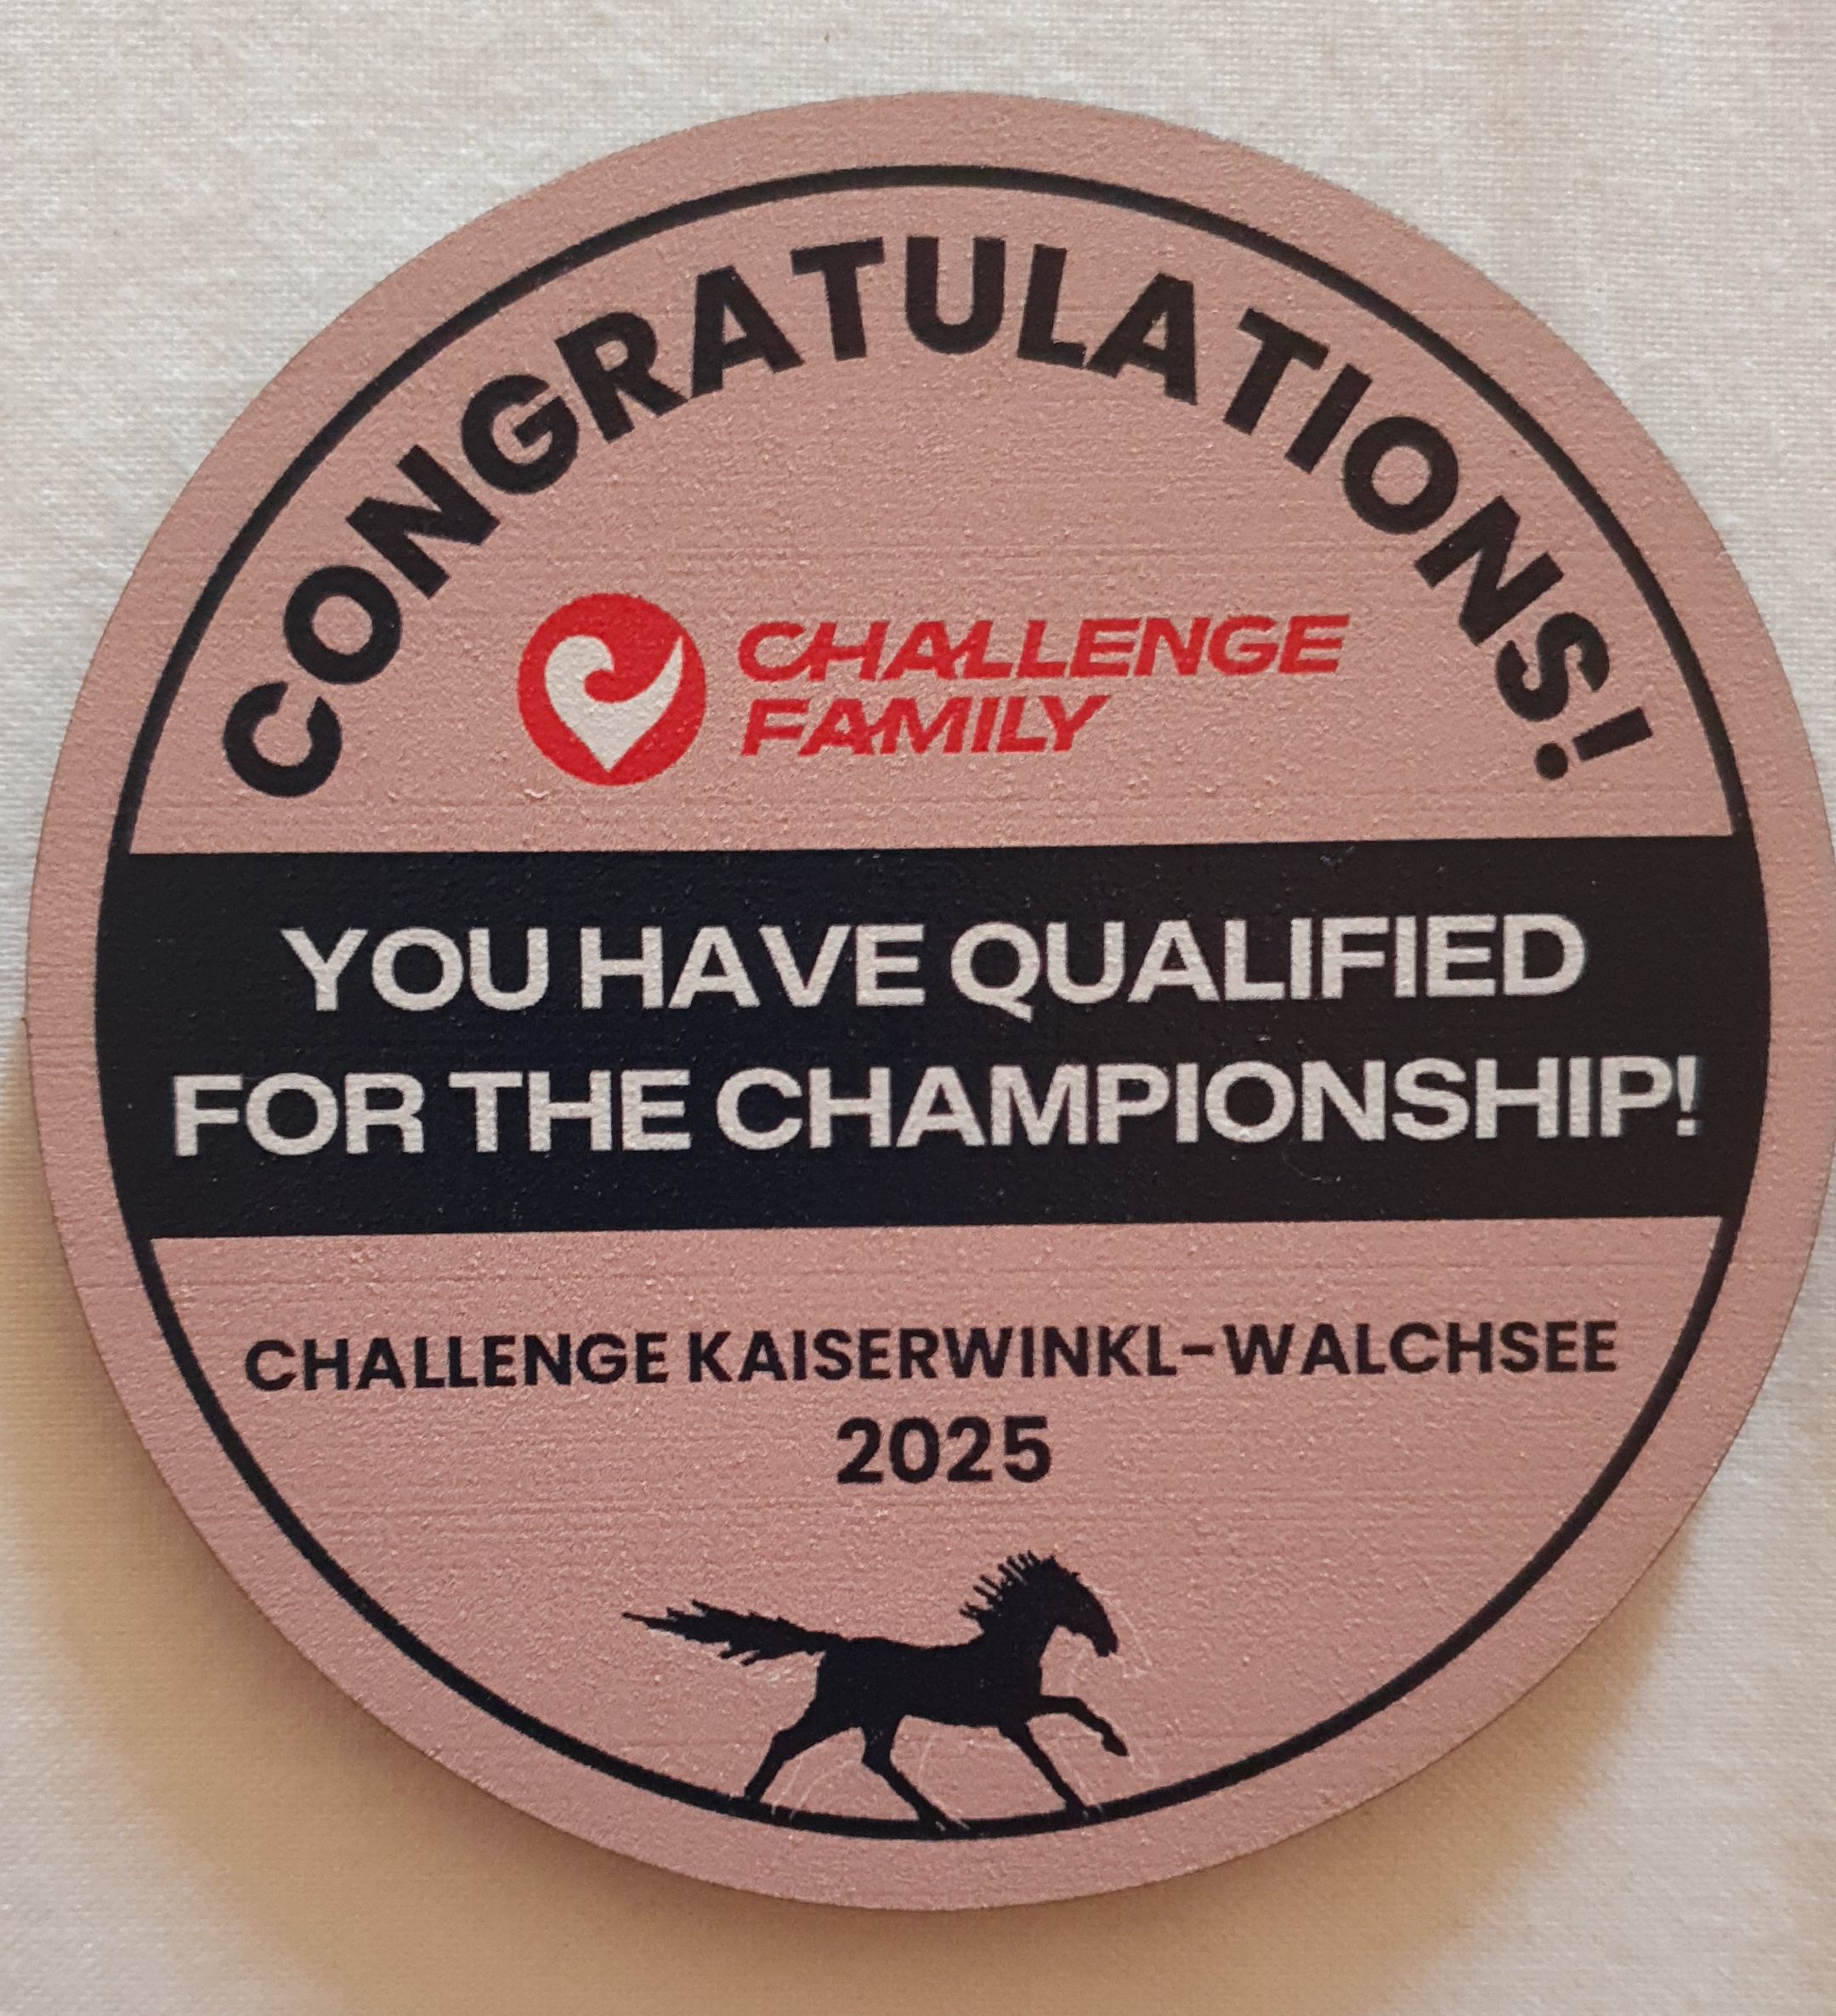 CONGRATULATIONS!
CHALLENGE
FAMILY
YOU HAVE QUALIFIED
FOR THE CHAMPIONSHIP!
CHALLENGE KAISERWINKL-WALCHSEE
2025